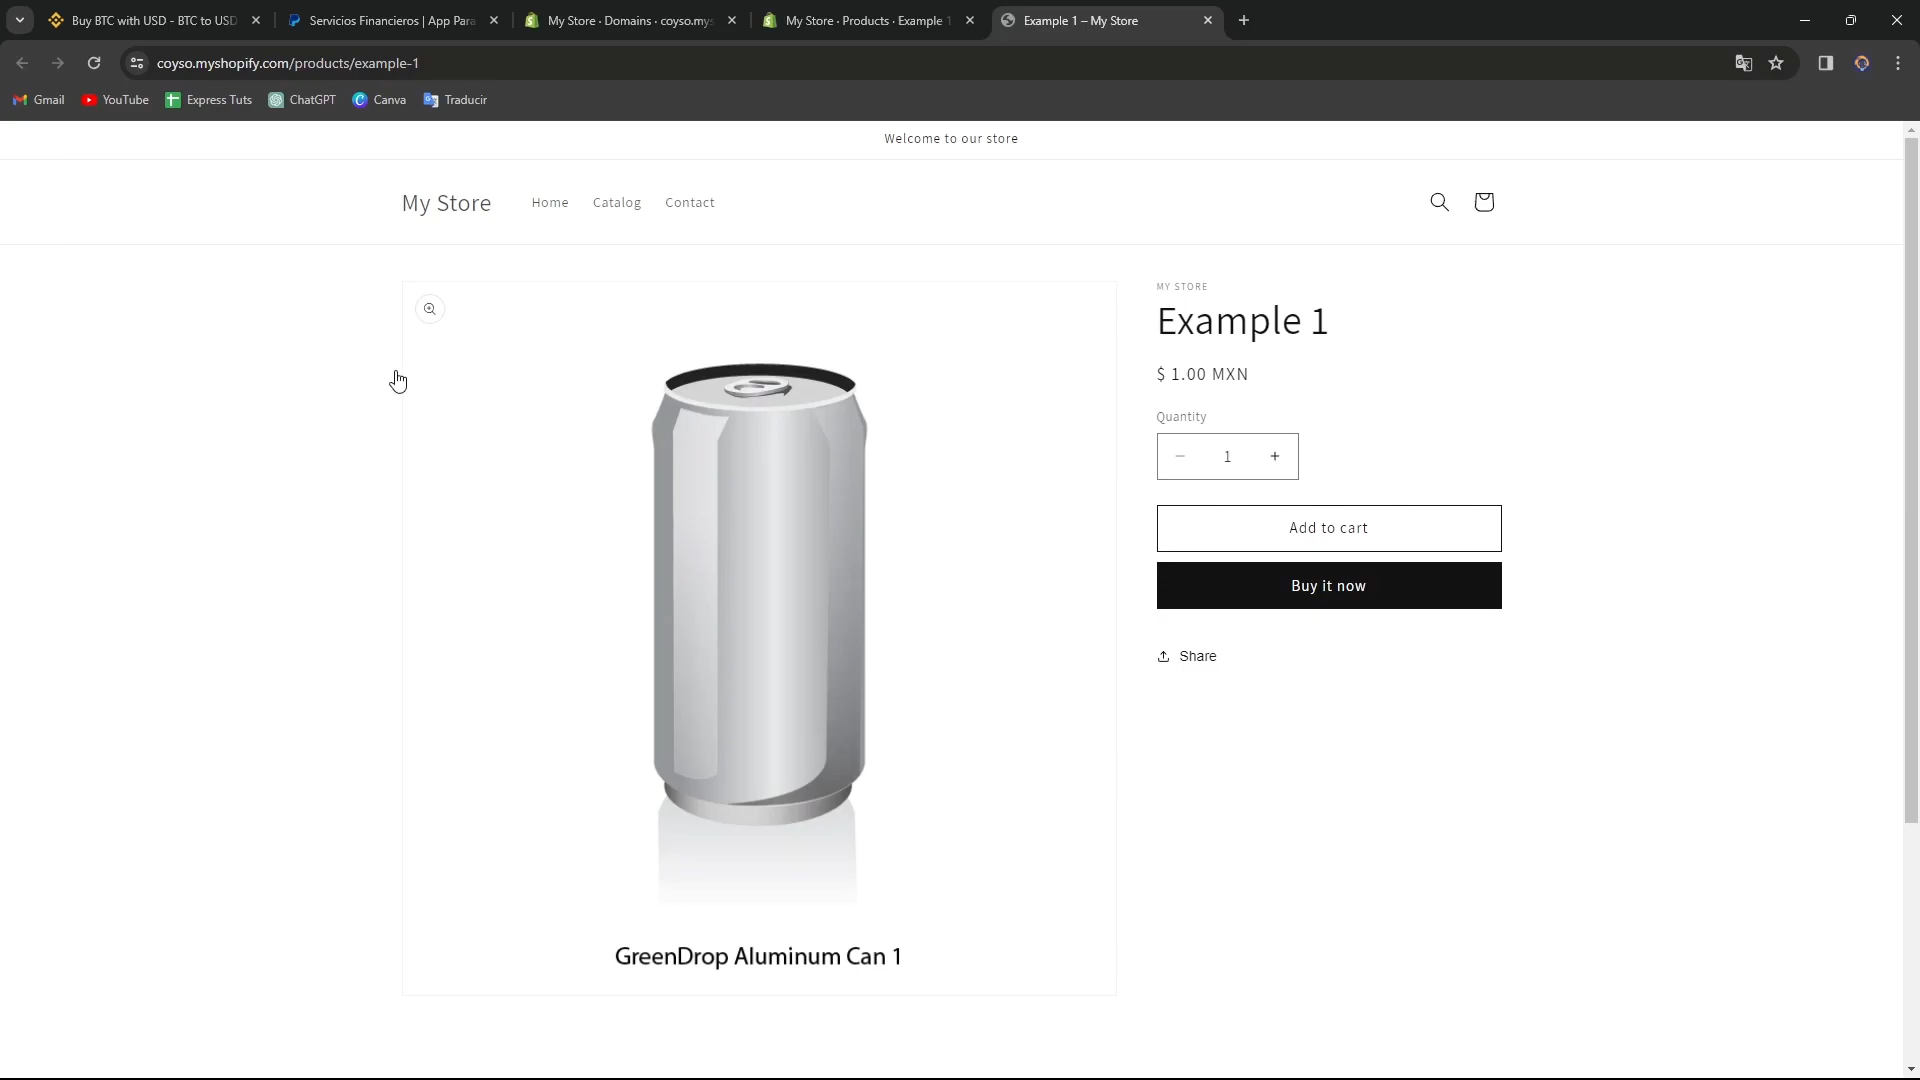 Buy BTC with USD - BTC to USD
Servicios Financieros | App Para
My Store · Domains · coyso.mys
My Store · Products · Example 1
Example 1 – My Store
coyso.myshopify.com/products/example-1
Gmail
YouTube
Express Tuts
ChatGPT
Canva
Traducir
Welcome to our store
My Store
Home
Catalog
Contact
MY STORE
Example 1
$ 1.00 MXN
Quantity
1
Add to cart
Buy it now
Share
GreenDrop Aluminum Can 1